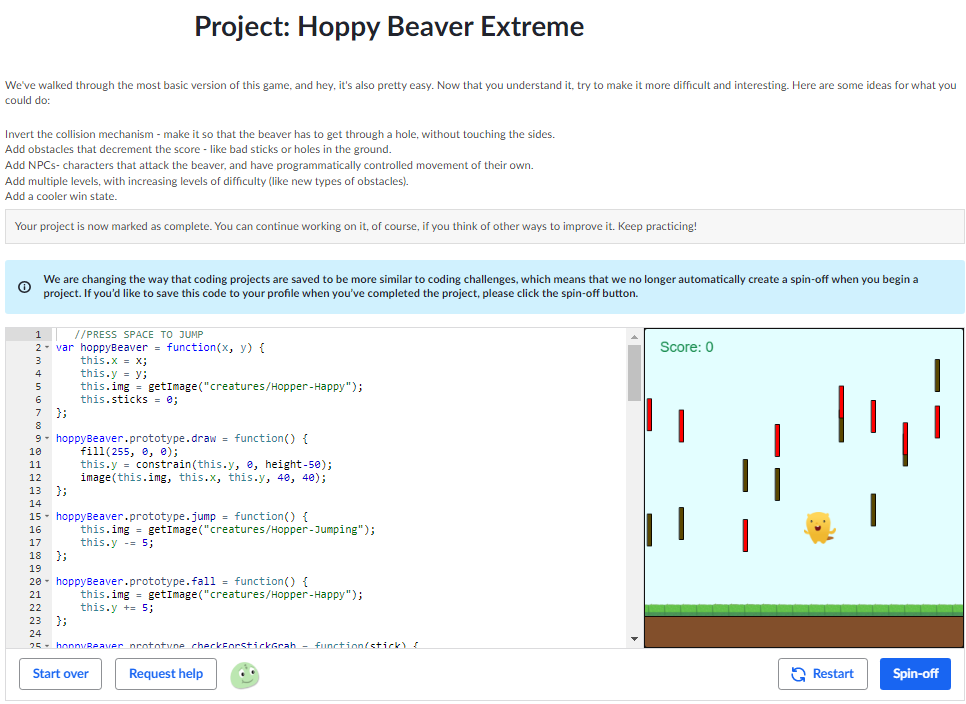 Project: Hoppy Beaver Extreme
We've walked through the most basic version of this game, and hey, it's also pretty easy. Now that you understand it, try to make it more difficult and interesting. Here are some ideas for what you
could do:
Invert the collision mechanism - make it so that the beaver has to get through a hole, without touching the sides.
Add obstacles that decrement the score - like bad sticks or holes in the ground.
Add NPCs- characters that attack the beaver, and have programmatically controlled movement of their own.
Add multiple levels, with increasing levels of difficulty (like new types of obstacles).
Add a cooler win state.
Your project is now marked as complete. You can continue working on it, of course, if you think of other ways to improve it. Keep practicing!
We are changing the way that coding projects are saved to be more similar to coding challenges, which means that we no longer automatically create a spin-off when you begin a
project. If you'd like to save this code to your profile when you've completed the project, please click the spin-off button.
1 //PRESS SPACE TO JUMP
2 var hoppyBeaver = function(x, y) {
3 this.x = x;
4 this.y = y;
5 this.img = getImage("creatures/Hopper-Happy");
6 this.sticks = 0;
7 };
8
9 hoppyBeaver.prototype.draw = function() {
10 fill(255, 0, 0);
11 this.y = constrain(this.y, 0, height-50);
12 image(this.img, this.x, this.y, 40, 40);
13 };
14
15 hoppyBeaver.prototype.jump = function() {
16 this.img = getImage("creatures/Hopper-Jumping");
17 this.y -= 5;
18 };
19
20 hoppyBeaver.prototype.fall = function() {
21 this.img = getImage("creatures/Hopper-Happy");
22 this.y += 5;
23 };
24
25 hoppyBeaver.prototype.checkForStickGrab = function(stick) {
Score: 0
Start over
Request help
Restart
Spin-off